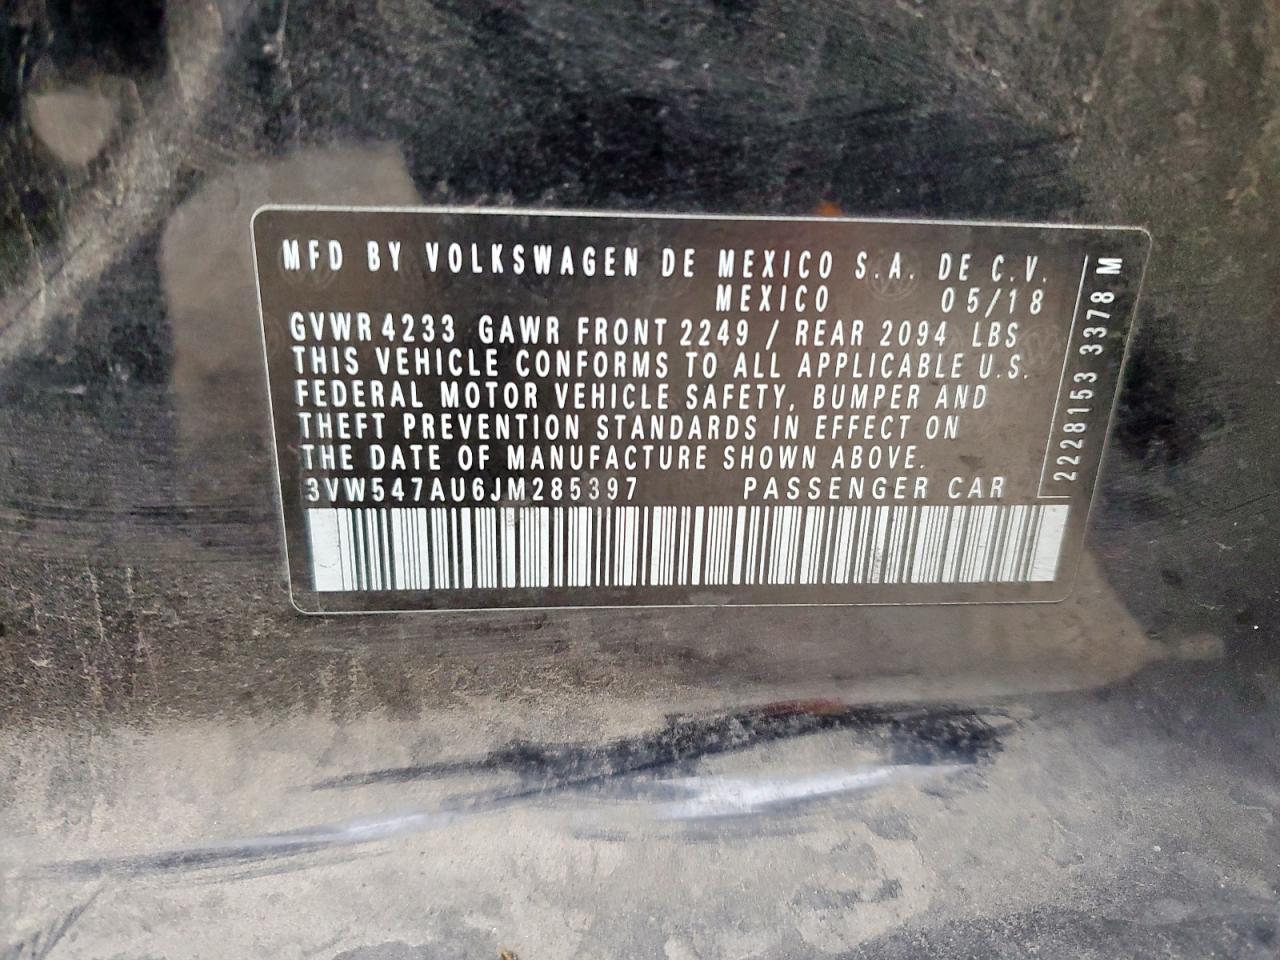 MFD BY VOLKSWAGEN DE MEXICO S.A. DE C.V.
MEXICO 05/18
GVWR 4233 GAWR FRONT 2249 / REAR 2094 LBS
THIS VEHICLE CONFORMS TO ALL APPLICABLE U.S.
FEDERAL MOTOR VEHICLE SAFETY, BUMPER AND
THEFT PREVENTION STANDARDS IN EFFECT ON
THE DATE OF MANUFACTURE SHOWN ABOVE.
3VW547AU6JM285397 PASSENGER CAR
2228153 3378 M